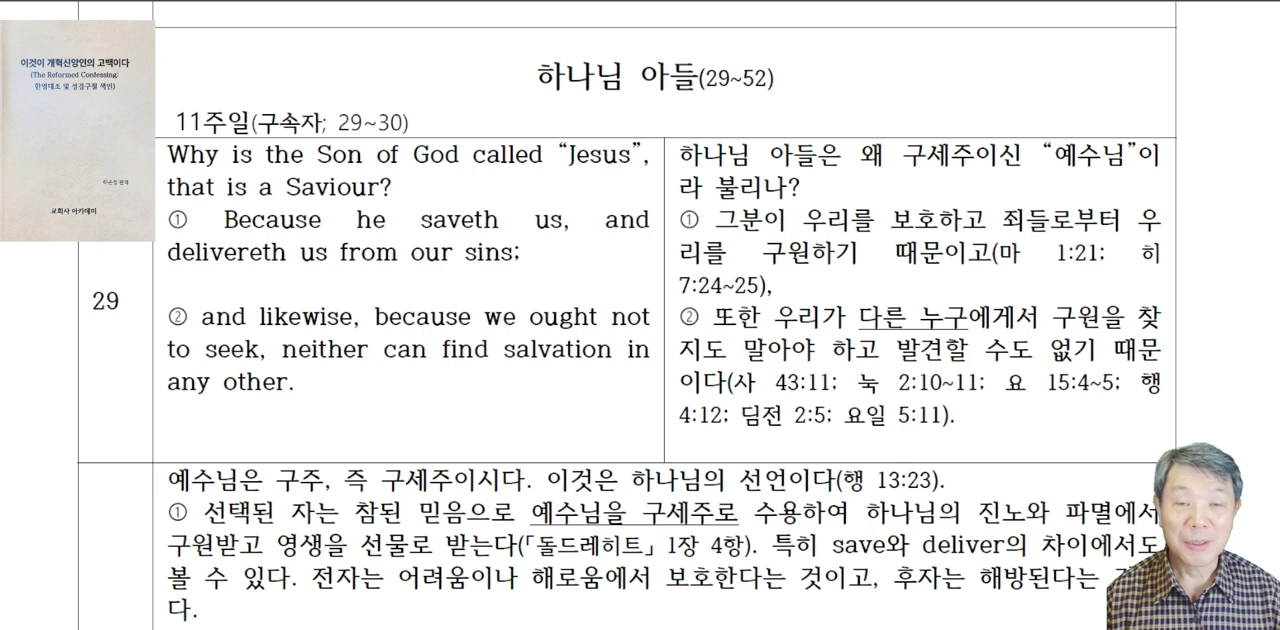 이것이 개혁신앙인의 고백이다
(The Reformed Confessing:
한영대조 및 성경구절 색인)
교회사 아카데미
하나님 아들(29~52)
11주일(구속자; 29~30)
29
Why is the Son of God called “Jesus”,
that is a Saviour?
① Because he saveth us, and
delivereth us from our sins;
② and likewise, because we ought not
to seek, neither can find salvation in
any other.
하나님 아들은 왜 구세주이신 “예수님”이
라 불리나?
① 그분이 우리를 보호하고 죄들로부터 우
리를 구원하기 때문이고(마 1:21; 히
7:24~25),
② 또한 우리가 다른 누구에게서 구원을 찾
지도 말아야 하고 발견할 수도 없기 때문
이다(사 43:11; 눅 2:10~11; 요 15:4~5; 행
4:12; 딤전 2:5; 요일 5:11).
예수님은 구주, 즉 구세주이시다. 이것은 하나님의 선언이다(행 13:23).
① 선택된 자는 참된 믿음으로 예수님을 구세주로 수용하여 하나님의 진노와 파멸에서
구원받고 영생을 선물로 받는다(「돌드레히트」 1장 4항). 특히 save와 deliver의 차이에서도
볼 수 있다. 전자는 어려움이나 해로움에서 보호한다는 것이고, 후자는 해방된다는
다.